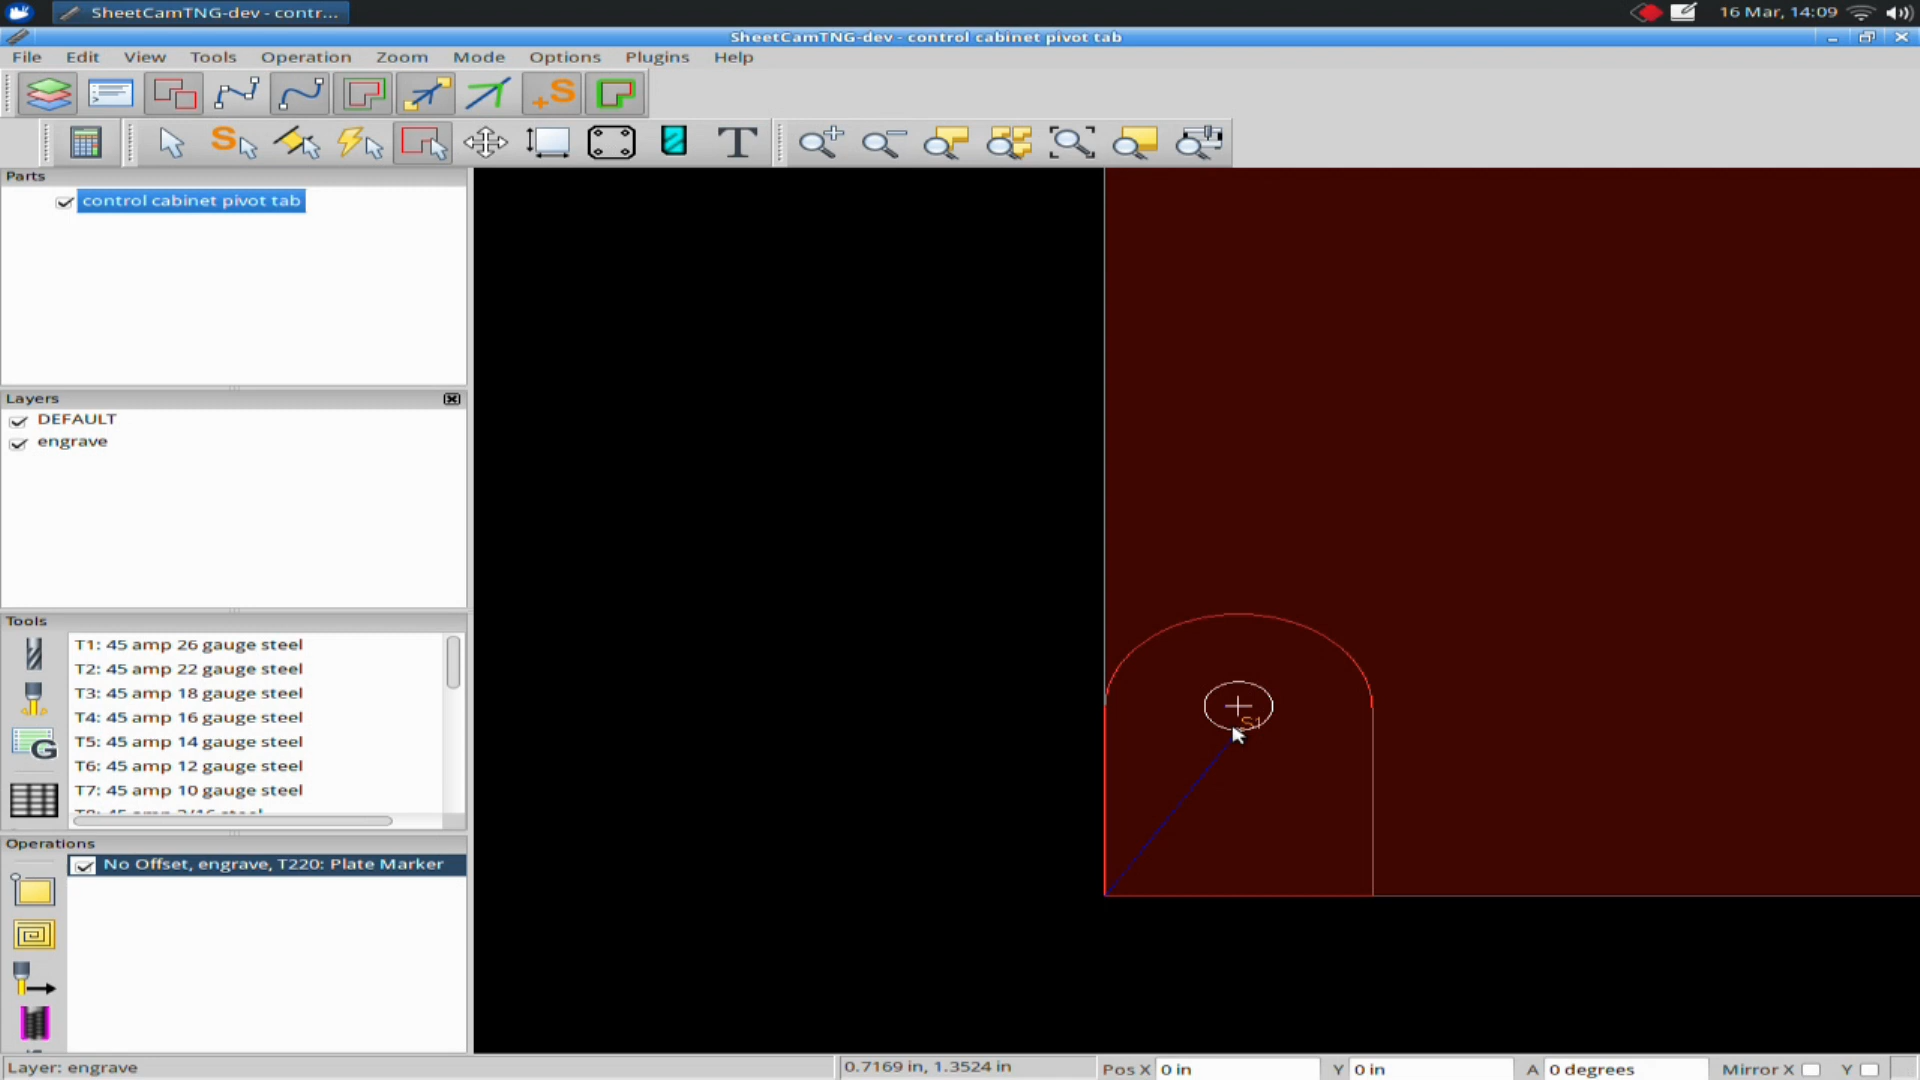 SheetCamTNG-dev - contr...
16 Mar, 14:09
SheetCamTNG-dev - control cabinet pivot tab
File Edit View Tools Operation Zoom Mode Options Plugins Help
+S
S
T
Parts
control cabinet pivot tab
Layers
DEFAULT
engrave
Tools
T1: 45 amp 26 gauge steel
T2: 45 amp 22 gauge steel
T3: 45 amp 18 gauge steel
T4: 45 amp 16 gauge steel
T5: 45 amp 14 gauge steel
T6: 45 amp 12 gauge steel
T7: 45 amp 10 gauge steel
G
S1
Operations
No Offset, engrave, T220: Plate Marker
Layer: engrave
0.7169 in, 1.3524 in
Pos X 0 in
Y 0 in
A 0 degrees
Mirror X
Y